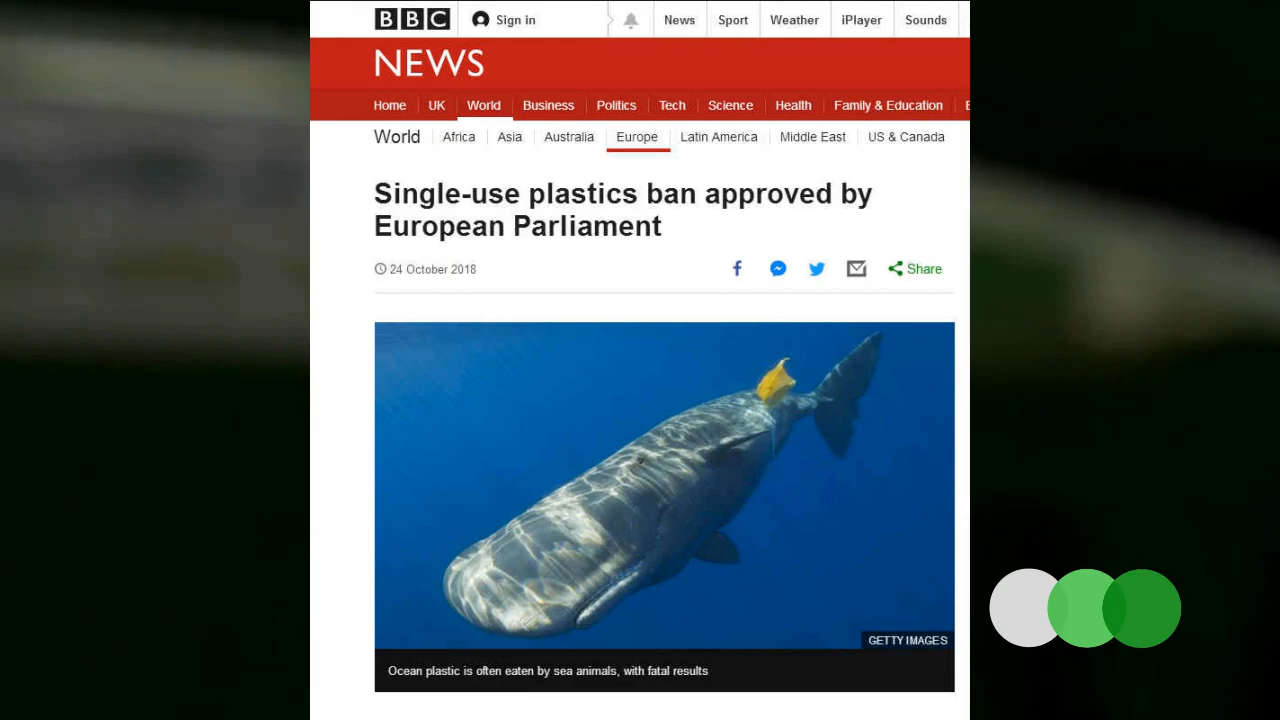 BBC Sign in News Sport Weather iPlayer Sounds
NEWS
Home UK World Business Politics Tech Science Health Family & Education
World Africa Asia Australia Europe Latin America Middle East US & Canada
Single-use plastics ban approved by
European Parliament
24 October 2018 Share
GETTY IMAGES
Ocean plastic is often eaten by sea animals, with fatal results